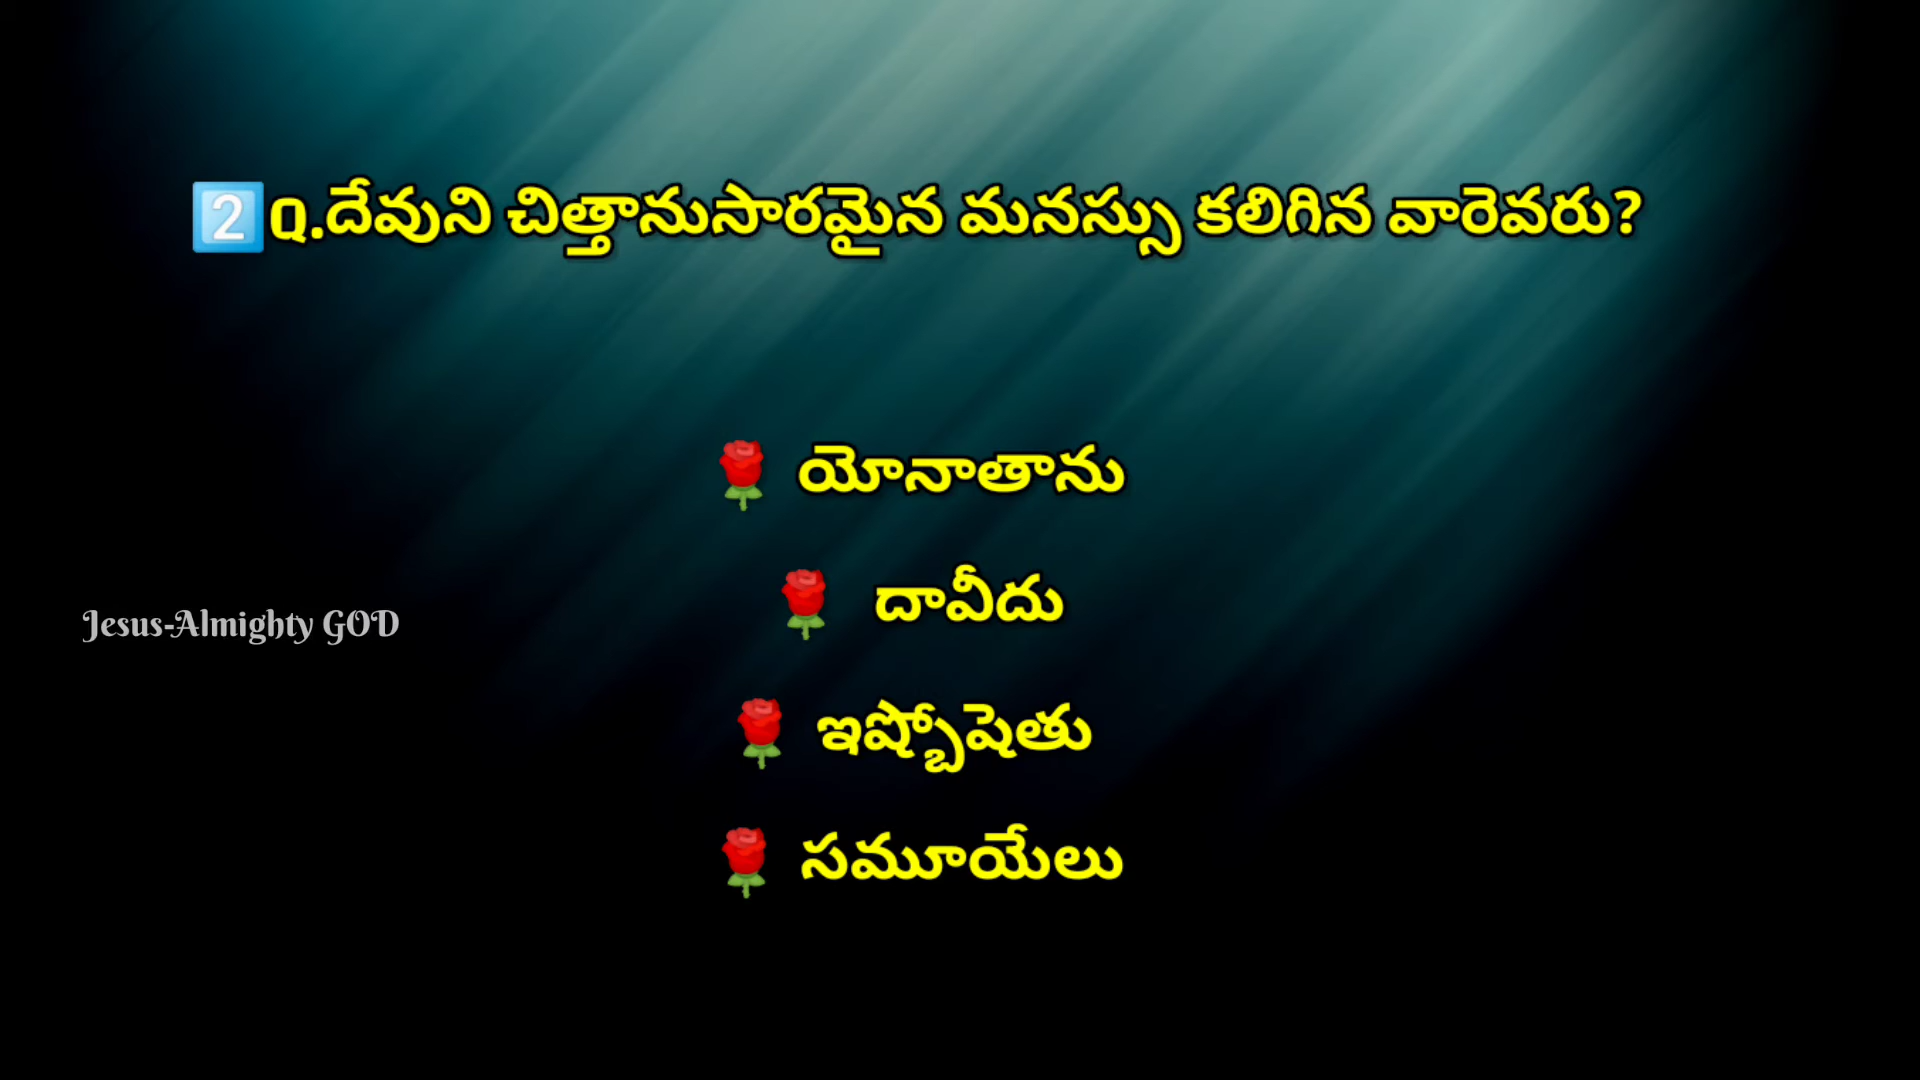 2️⃣Q.దేవుని చిత్తానుసారమైన మనస్సు కలిగిన వారెవరు?
🌹 యోనాతాను
🌹 దావీదు
Jesus-Almighty GOD
🌹 ఇష్బోషెతు
🌹 సమూయేలు